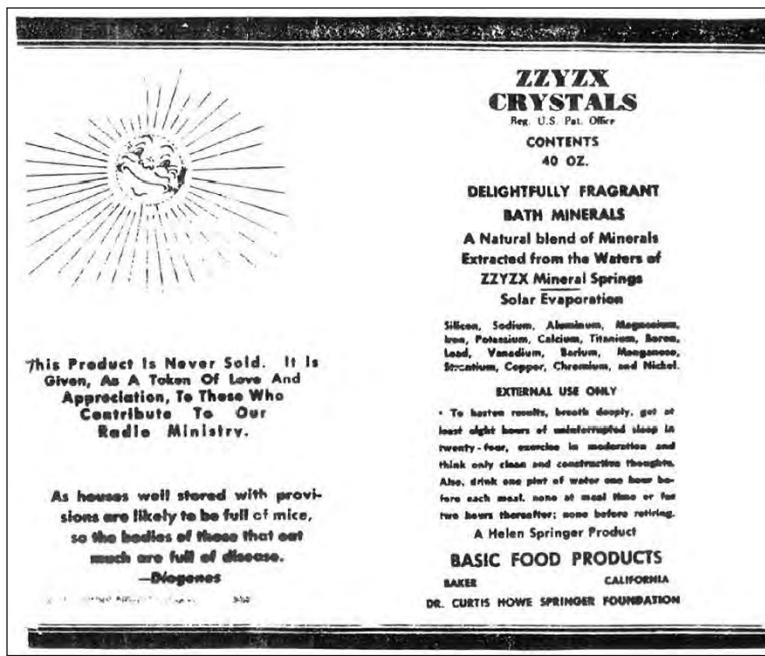 This Product Is Never Sold. It Is
Given, As A Token Of Love And
Appreciation, To Those Who
Contribute To Our
Radio Ministry.
As houses well stored with provi-
sions are likely to be full of mice,
so the bodies of those that eat
much are full of disease.
—Diogenes
ZZYZX
CRYSTALS
Reg. U.S. Pat. Office
CONTENTS
40 OZ.
DELIGHTFULLY FRAGRANT
BATH MINERALS
A Natural blend of Minerals
Extracted from the Waters of
ZZYZX Mineral Springs
Solar Evaporation
Silicon, Sodium, Aluminum, Magnesium,
Iron, Potassium, Calcium, Titanium, Boron,
Lead, Vanadium, Barium, Manganese,
Strontium, Copper, Chromium, and Nickel.
EXTERNAL USE ONLY
• To hasten results, breath deeply, get at
least eight hours of uninterrupted sleep in
twenty-four, exercise in moderation and
think only clean and constructive thoughts.
Also, drink one pint of water one hour be-
fore each meal, none at meal time or for
two hours thereafter; none before retiring.
A Helen Springer Product
BASIC FOOD PRODUCTS
BAKER CALIFORNIA
DR. CURTIS HOWE SPRINGER FOUNDATION